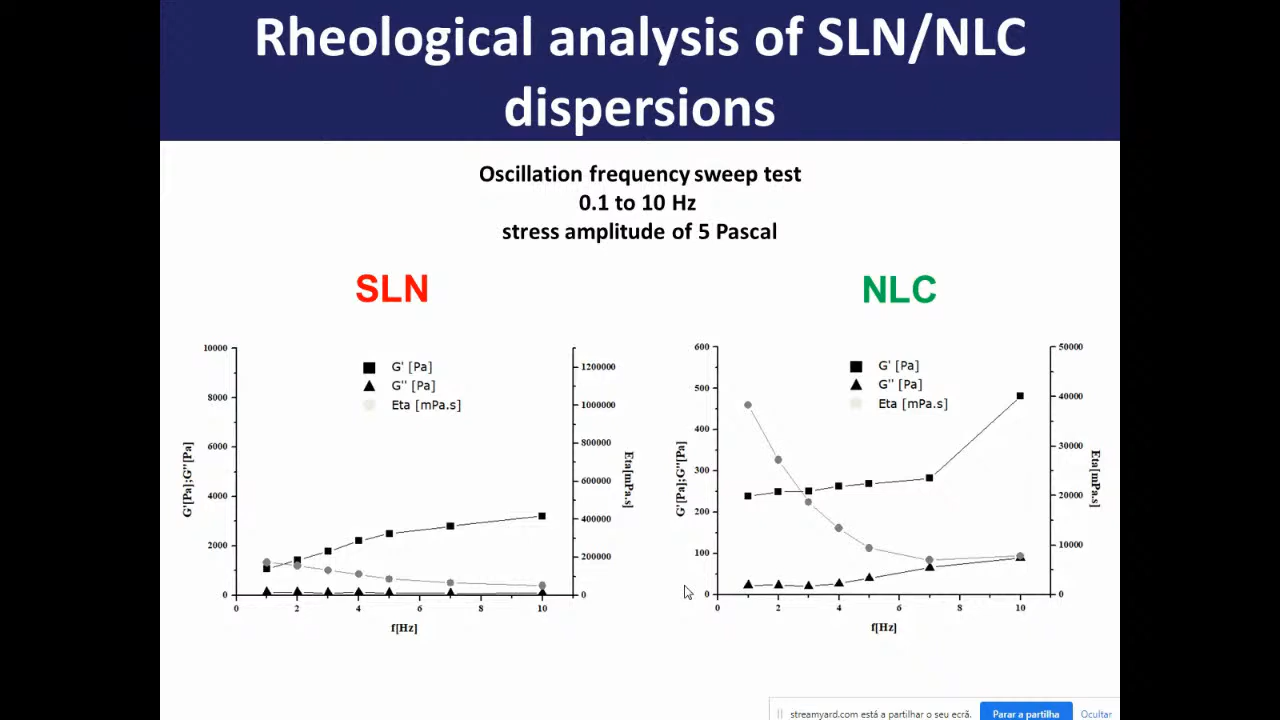 Rheological analysis of SLN/NLC
dispersions
Oscillation frequency sweep test
0.1 to 10 Hz
stress amplitude of 5 Pascal
SLN
NLC
10000
8000
6000
4000
2000
0
G'[Pa];G''[Pa]
G' [Pa]
G'' [Pa]
Eta [mPa.s]
1200000
1000000
800000
600000
400000
200000
0
Eta[mPa.s]
0 2 4 6 8 10
f[Hz]
600
500
400
300
200
100
0
G'[Pa];G''[Pa]
G' [Pa]
G'' [Pa]
Eta [mPa.s]
50000
40000
30000
20000
10000
0
Eta[mPa.s]
0 2 4 6 8 10
f[Hz]
streamyard.com está a partilhar o seu ecrã.
Parar a partilha
Ocultar